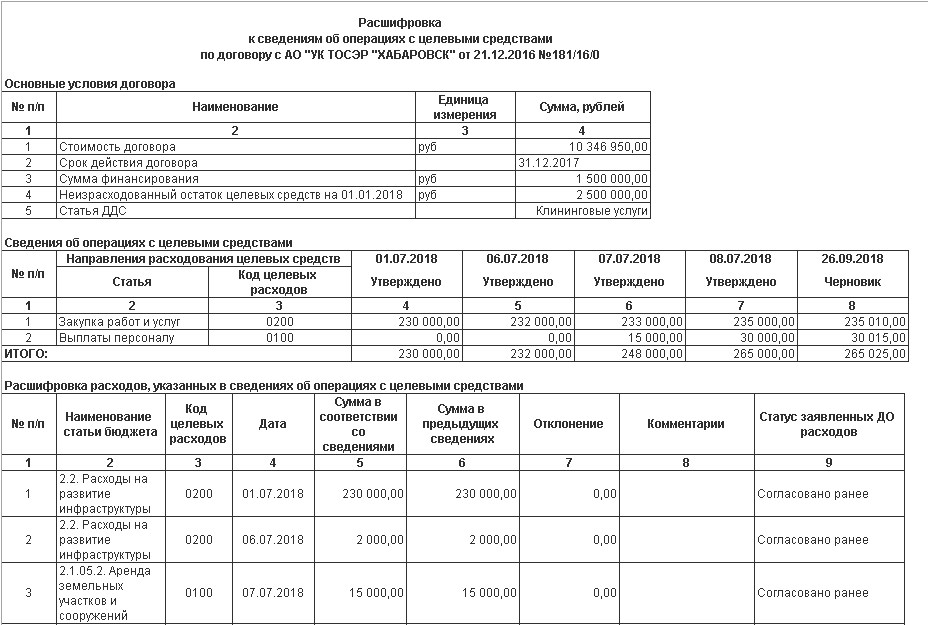 Расшифровка
к сведениям об операциях с целевыми средствами
по договору с АО "УК ТОСЭР "ХАБАРОВСК" от 21.12.2016 №181/16/0
Основные условия договора
№ п/п Наименование Единица измерения Сумма, рублей
1 2 3 4
1 Стоимость договора руб 10 346 950,00
2 Срок действия договора 31.12.2017
3 Сумма финансирования руб 1 500 000,00
4 Неизрасходованный остаток целевых средств на 01.01.2018 руб 2 500 000,00
5 Статья ДДС Клининговые услуги
Сведения об операциях с целевыми средствами
№ п/п Направления расходования целевых средств 01.07.2018 06.07.2018 07.07.2018 08.07.2018 26.09.2018
Статья Код целевых расходов Утверждено Утверждено Утверждено Утверждено Черновик
1 2 3 4 5 6 7 8
1 Закупка работ и услуг 0200 230 000,00 232 000,00 233 000,00 235 000,00 235 010,00
2 Выплаты персоналу 0100 0,00 0,00 15 000,00 30 000,00 30 015,00
ИТОГО: 230 000,00 232 000,00 248 000,00 265 000,00 265 025,00
Расшифровка расходов, указанных в сведениях об операциях с целевыми средствами
№ п/п Наименование статьи бюджета Код целевых расходов Дата Сумма в соответствии со сведениями Сумма в предыдущих сведениях Отклонение Комментарии Статус заявленных ДО расходов
1 2 3 4 5 6 7 8 9
1 2.2. Расходы на развитие инфраструктуры 0200 01.07.2018 230 000,00 230 000,00 0,00 Согласовано ранее
2 2.2. Расходы на развитие инфраструктуры 0200 06.07.2018 2 000,00 2 000,00 0,00 Согласовано ранее
3 2.1.05.2. Аренда земельных участков и сооружений 0100 07.07.2018 15 000,00 15 000,00 0,00 Согласовано ранее